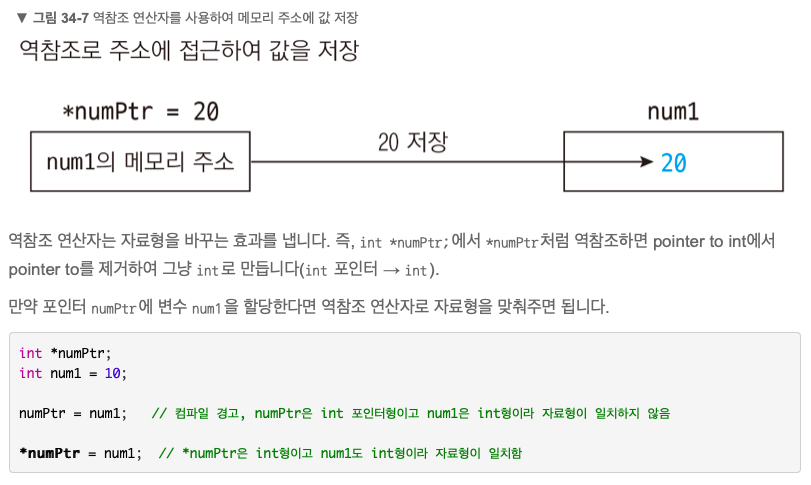 ▼ 그림 34-7 역참조 연산자를 사용하여 메모리 주소에 값 저장
역참조로 주소에 접근하여 값을 저장
*numPtr = 20
num1
num1의 메모리 주소
20 저장
20
역참조 연산자는 자료형을 바꾸는 효과를 냅니다. 즉, int *numPtr;에서 *numPtr처럼 역참조하면 pointer to int에서
pointer to를 제거하여 그냥 int로 만듭니다(int 포인터 → int).
만약 포인터 numPtr에 변수 num1을 할당한다면 역참조 연산자로 자료형을 맞춰주면 됩니다.
int *numPtr;
int num1 = 10;
numPtr = num1;   // 컴파일 경고, numPtr은 int 포인터형이고 num1은 int형이라 자료형이 일치하지 않음
*numPtr = num1;  // *numPtr은 int형이고 num1도 int형이라 자료형이 일치함